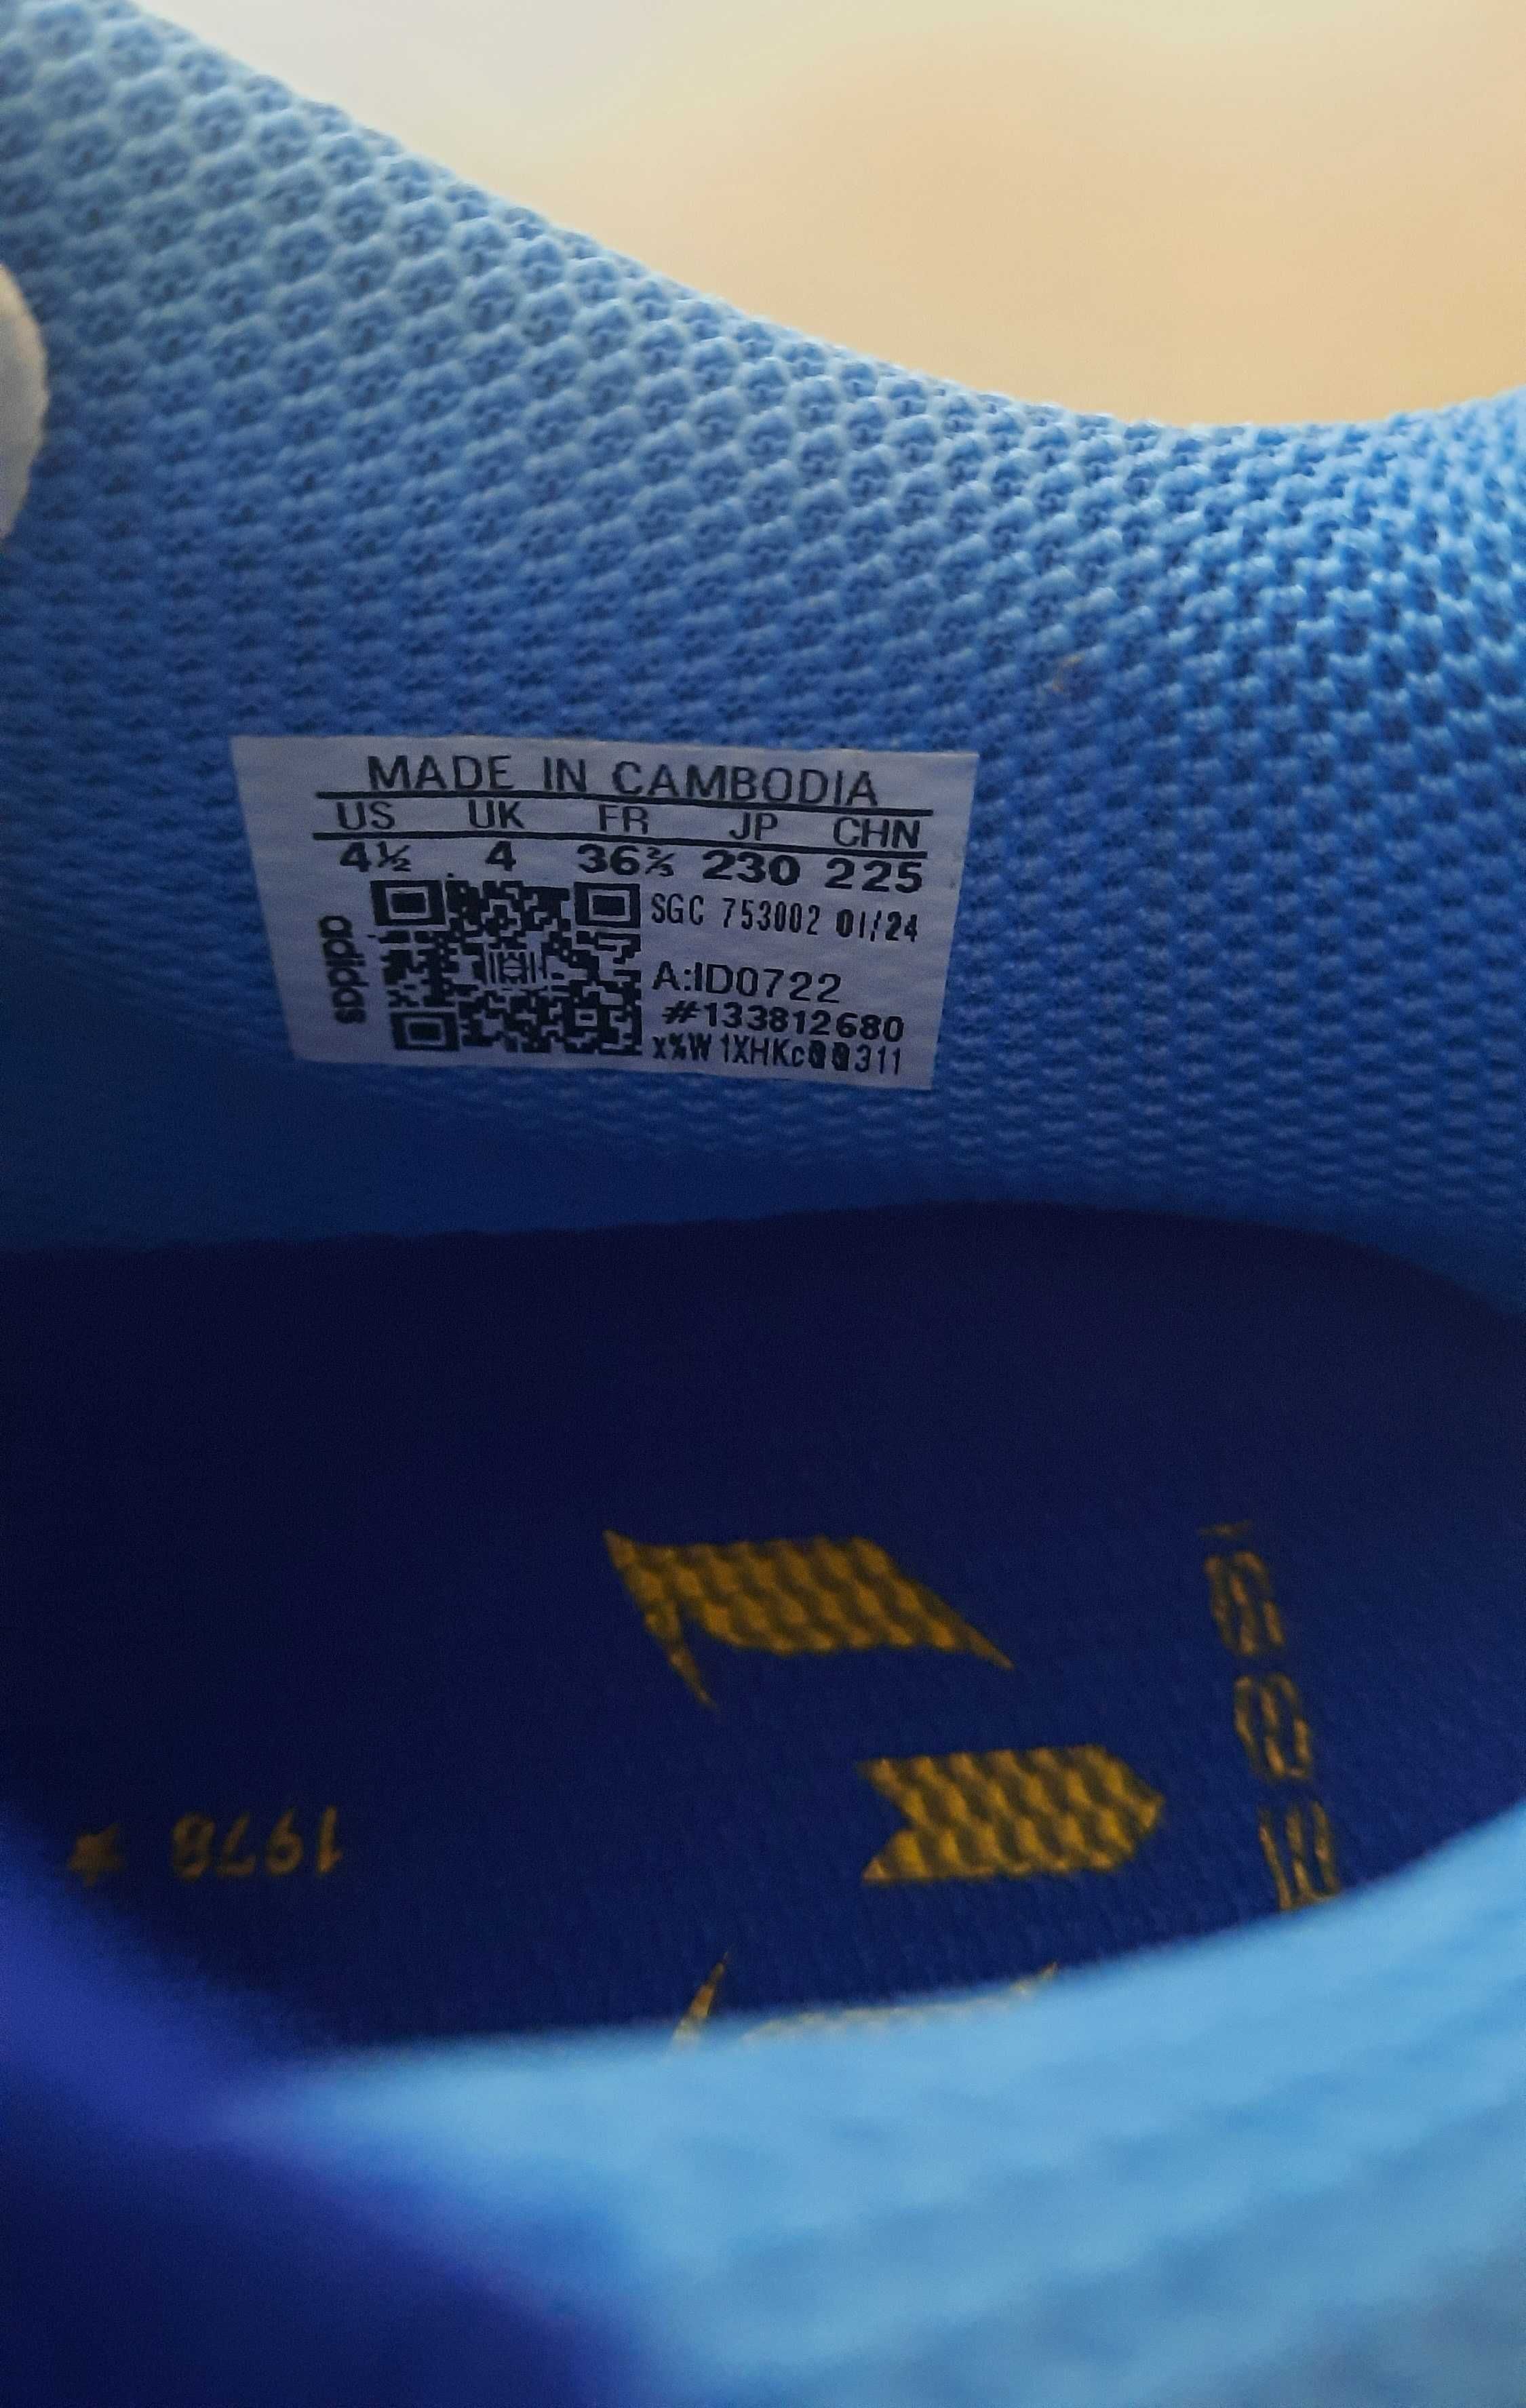 MADE IN CAMBODIA
US UK FR JP CHN
4½ 4 36⅔ 230 225
SGC 753002 01/24
adidas
A:ID0722
#133812680
x%W1XHKc00311
1978